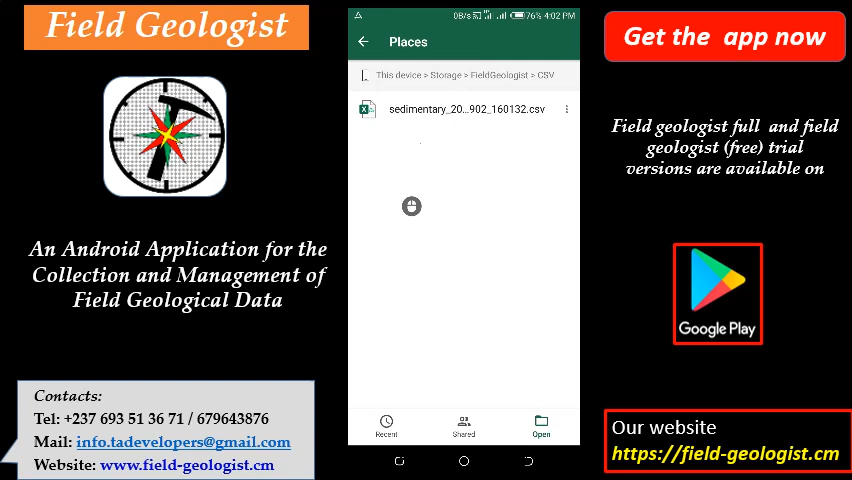 Field Geologist
An Android Application for the
Collection and Management of
Field Geological Data
Contacts:
Tel: +237 693 51 36 71 / 679643876
Mail: info.tadevelopers@gmail.com
Website: www.field-geologist.cm
0B/s 76% 4:02 PM
Places
This device > Storage > FieldGeologist > CSV
sedimentary_20...902_160132.csv
Recent
Shared
Open
Get the app now
Field geologist full and field
geologist (free) trial
versions are available on
Google Play
Our website
https://field-geologist.cm